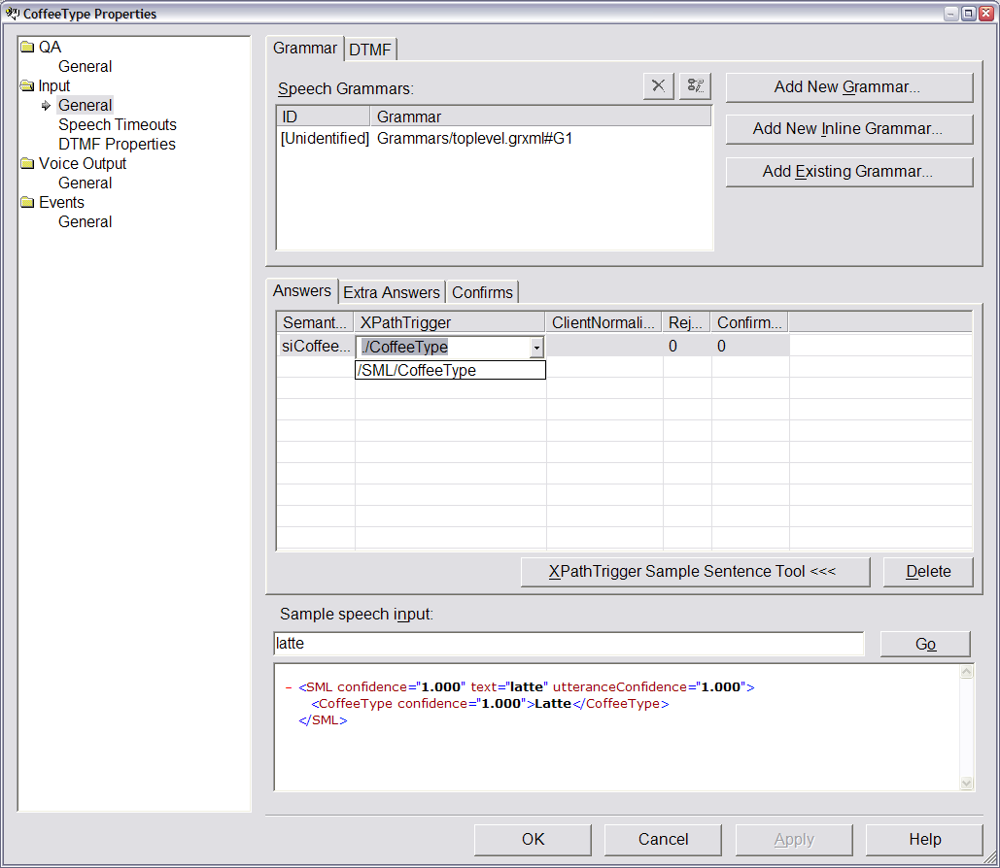 CoffeeType Properties
QA
General
Input
General
Speech Timeouts
DTMF Properties
Voice Output
General
Events
General
Grammar DTMF
Speech Grammars:
ID Grammar
[Unidentified] Grammars/toplevel.grxml#G1
Add New Grammar...
Add New Inline Grammar...
Add Existing Grammar...
Answers Extra Answers Confirms
Semant... XPathTrigger ClientNormali... Rej... Confirm...
siCoffee... ./CoffeeType 0 0
/SML/CoffeeType
XPathTrigger Sample Sentence Tool <<< Delete
Sample speech input:
latte Go
- <SML confidence="1.000" text="latte" utteranceConfidence="1.000">
<CoffeeType confidence="1.000">Latte</CoffeeType>
</SML>
OK Cancel Apply Help